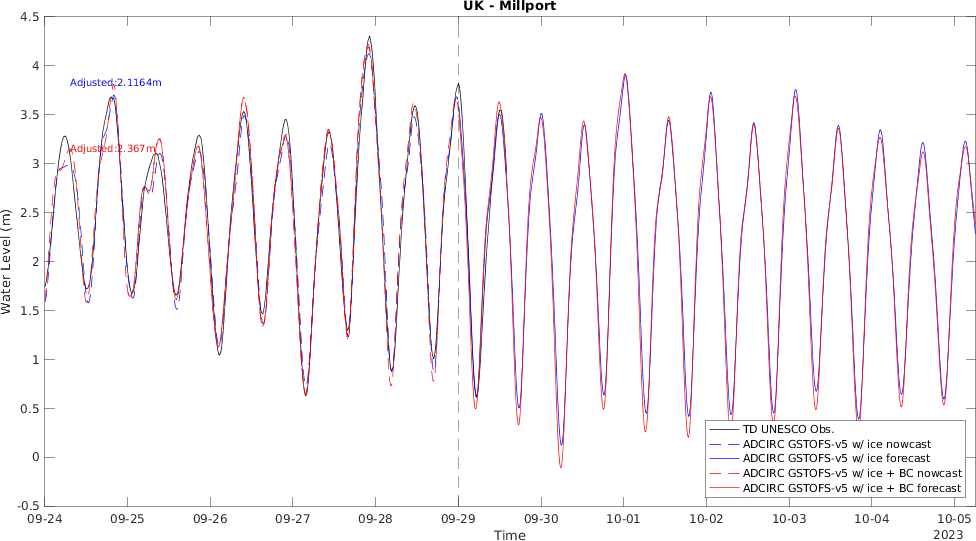 UK - Millport
4.5
4
3.5
3
2.5
2
1.5
1
0.5
0
-0.5
Water Level (m)
Adjusted:2.1164m
Adjusted:2.367m
TD UNESCO Obs.
ADCIRC GSTOFS-v5 w/ ice nowcast
ADCIRC GSTOFS-v5 w/ ice forecast
ADCIRC GSTOFS-v5 w/ ice + BC nowcast
ADCIRC GSTOFS-v5 w/ ice + BC forecast
09-24 09-25 09-26 09-27 09-28 09-29 09-30 10-01 10-02 10-03 10-04 10-05
Time
2023